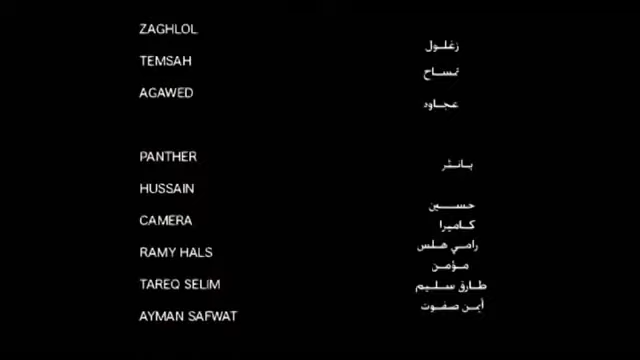 ZAGHLOL
زغلول
TEMSAH
تمساح
AGAWED
عجاوه
PANTHER
بانثر
HUSSAIN
حسين
CAMERA
كاميرا
RAMY HALS
رامي هلس
مؤمن
TAREQ SELIM
طارق سليم
AYMAN SAFWAT
أيمن صفوت